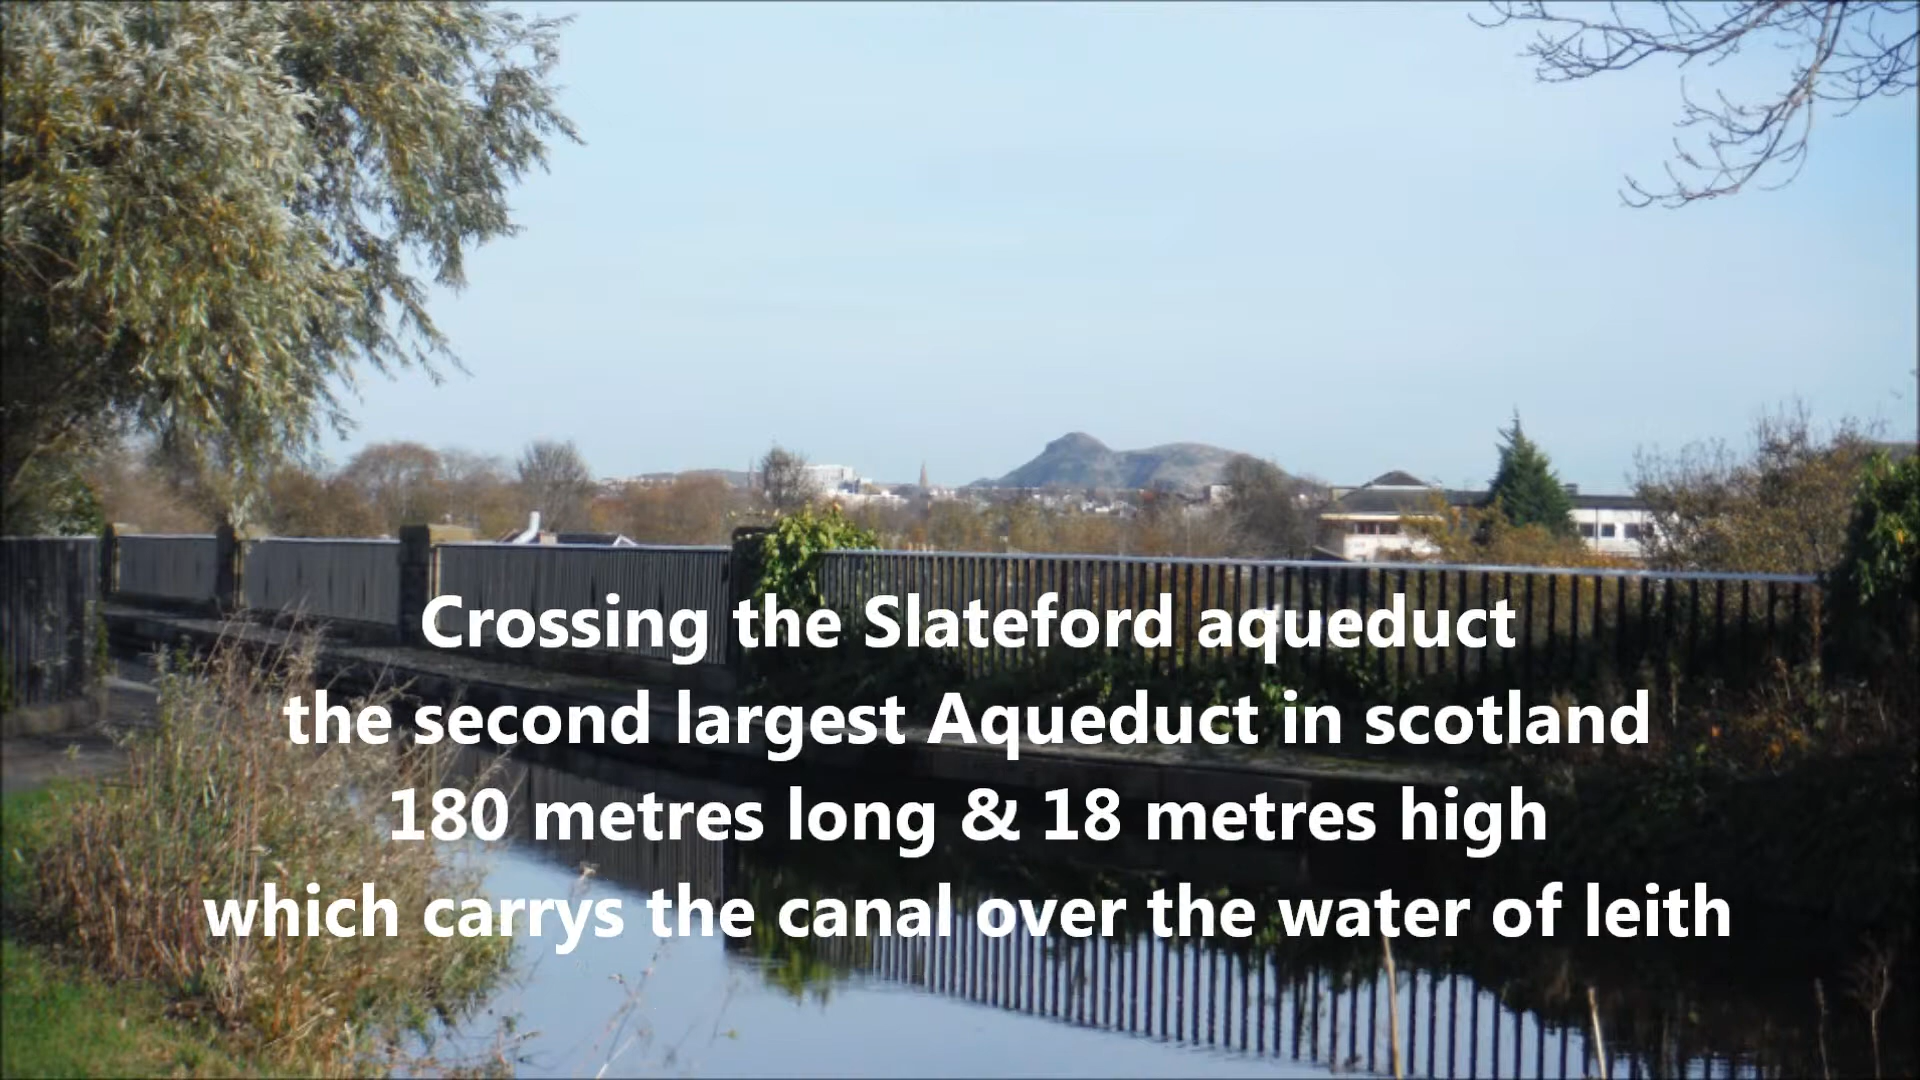 Crossing the Slateford aqueduct
the second largest Aqueduct in scotland
180 metres long & 18 metres high
which carrys the canal over the water of leith